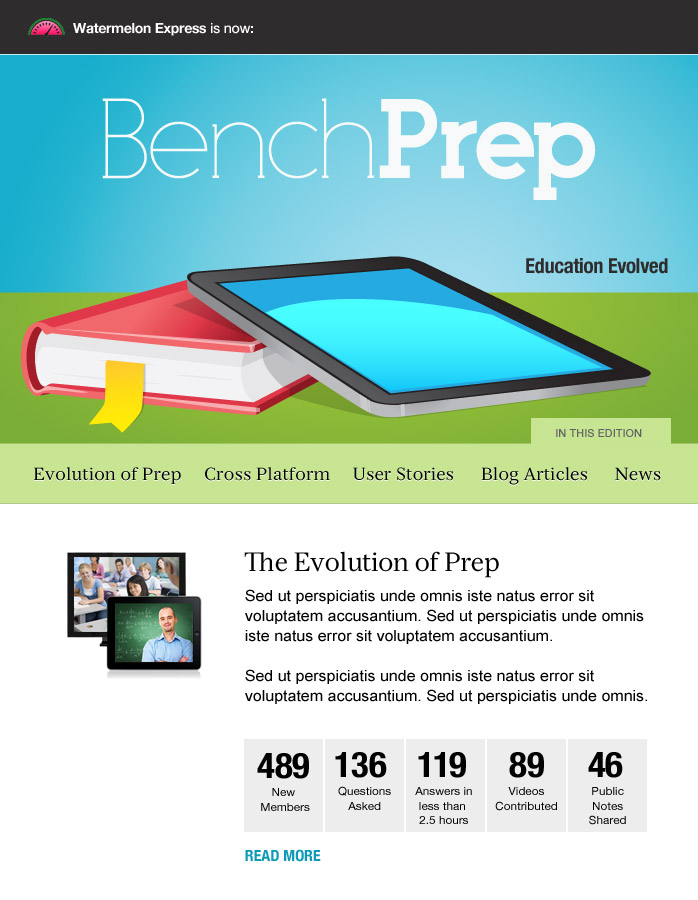 Watermelon Express is now:
BenchPrep
Education Evolved
IN THIS EDITION
Evolution of Prep Cross Platform User Stories Blog Articles News
The Evolution of Prep
Sed ut perspiciatis unde omnis iste natus error sit
voluptatem accusantium. Sed ut perspiciatis unde omnis
iste natus error sit voluptatem accusantium.
Sed ut perspiciatis unde omnis iste natus error sit
voluptatem accusantium. Sed ut perspiciatis unde omnis.
489
New
Members
136
Questions
Asked
119
Answers in
less than
2.5 hours
89
Videos
Contributed
46
Public
Notes
Shared
READ MORE